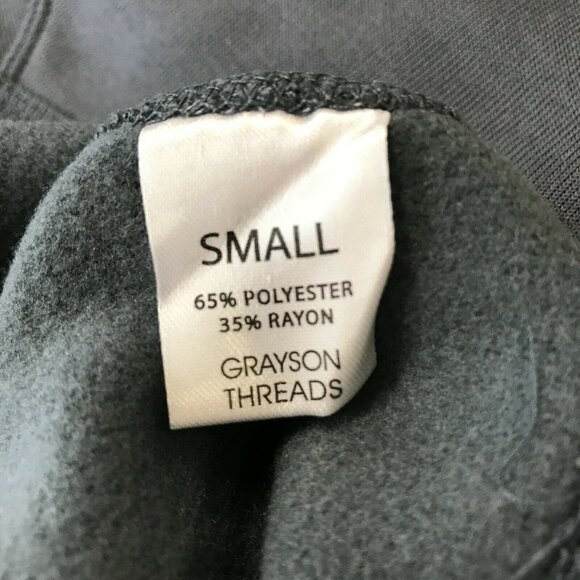 SMALL
65% POLYESTER
35% RAYON
GRAYSON
THREADS